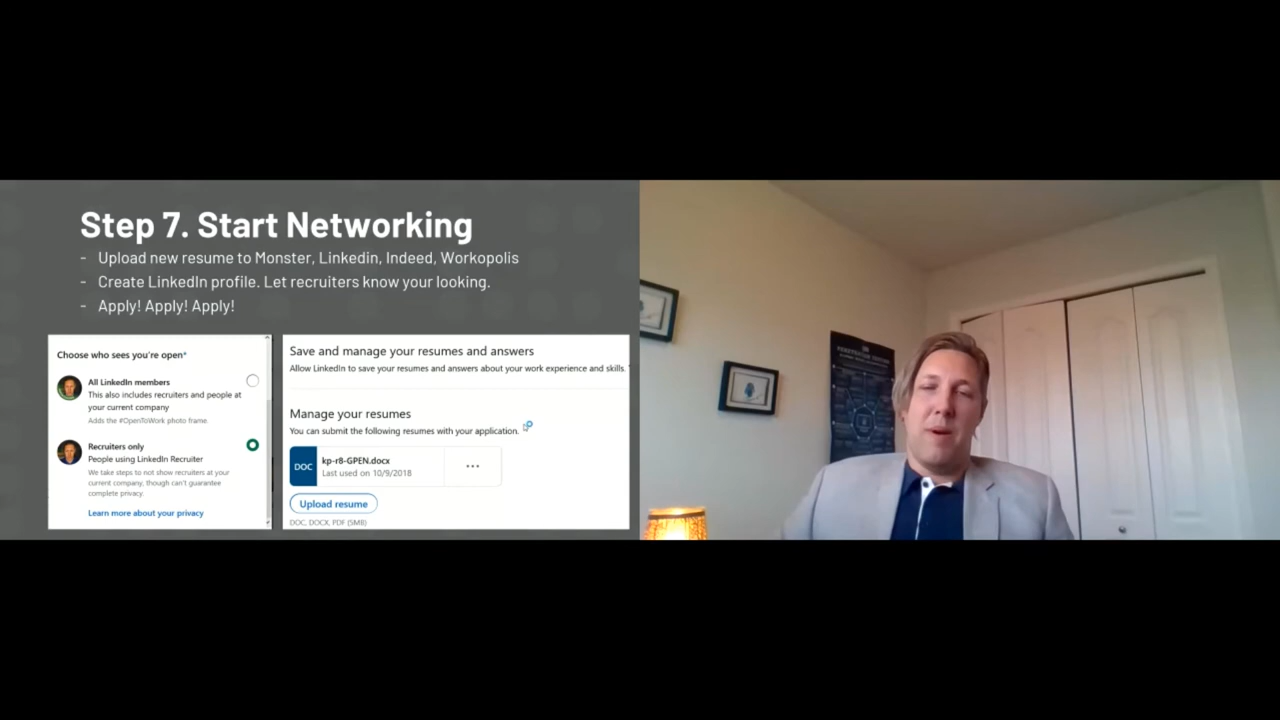 Step 7. Start Networking
- Upload new resume to Monster, Linkedin, Indeed, Workopolis
- Create LinkedIn profile. Let recruiters know your looking.
- Apply! Apply! Apply!
Choose who sees you're open*
All LinkedIn members
This also includes recruiters and people at
your current company
Adds the #OpenToWork photo frame
Recruiters only
People using LinkedIn Recruiter
We take steps to not show recruiters at your
current company, though can't guarantee
complete privacy.
Learn more about your privacy
Save and manage your resumes and answers
Allow LinkedIn to save your resumes and answers about your work experience and skills.
Manage your resumes
You can submit the following resumes with your application.
DOC
kp-r8-GPEN.docx
Last used on 10/9/2018
...
Upload resume
DOC, DOCX, PDF (5MB)